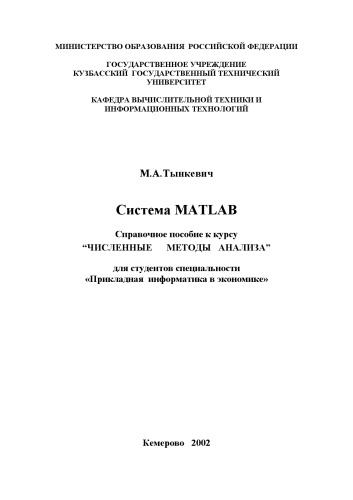 МИНИСТЕРСТВО ОБРАЗОВАНИЯ РОССИЙСКОЙ ФЕДЕРАЦИИ
ГОСУДАРСТВЕННОЕ УЧРЕЖДЕНИЕ
КУЗБАССКИЙ ГОСУДАРСТВЕННЫЙ ТЕХНИЧЕСКИЙ
УНИВЕРСИТЕТ
КАФЕДРА ВЫЧИСЛИТЕЛЬНОЙ ТЕХНИКИ И
ИНФОРМАЦИОННЫХ ТЕХНОЛОГИЙ
М.А.Тынкевич
Система MATLAB
Справочное пособие к курсу
“ЧИСЛЕННЫЕ МЕТОДЫ АНАЛИЗА”
для студентов специальности
«Прикладная информатика в экономике»
Кемерово 2002